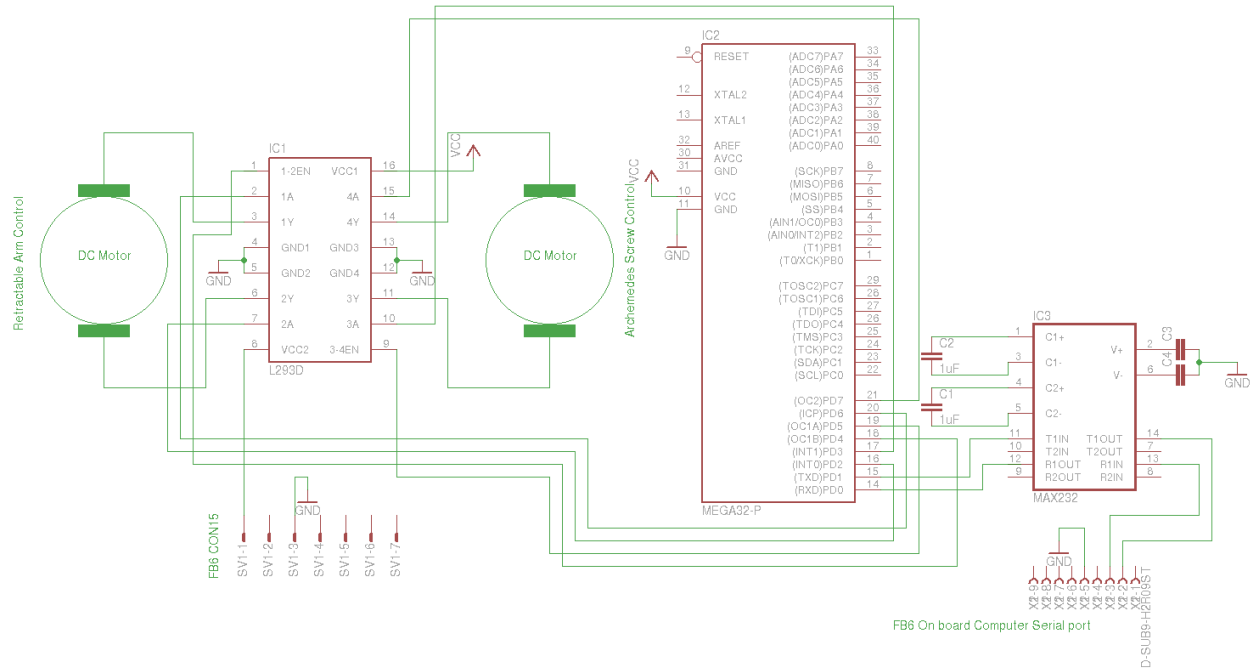 IC2
9
RESET
12
XTAL2
13
XTAL1
32
AREF
30
AVCC
31
GND
10
VCC
11
GND
VCC
GND
(ADC7)PA7 33
(ADC6)PA6 34
(ADC5)PA5 35
(ADC4)PA4 36
(ADC3)PA3 37
(ADC2)PA2 38
(ADC1)PA1 39
(ADC0)PA0 40
(SCK)PB7 8
(MISO)PB6 7
(MOSI)PB5 6
(SS)PB4 5
(AIN1/OC0)PB3 4
(AIN0/INT2)PB2 3
(T1)PB1 2
(T0/XCK)PB0 1
(TOSC2)PC7 29
(TOSC1)PC6 28
(TDI)PC5 27
(TDO)PC4 26
(TMS)PC3 25
(TCK)PC2 24
(SDA)PC1 23
(SCL)PC0 22
(OC2)PD7 21
(ICP)PD6 20
(OC1A)PD5 19
(OC1B)PD4 18
(INT1)PD3 17
(INT0)PD2 16
(TXD)PD1 15
(RXD)PD0 14
MEGA32-P
Retractable Arm Control
DC Motor
IC1
1 1-2EN VCC1 16
2 1A 4A 15
3 1Y 4Y 14
4 GND1 GND3 13
5 GND2 GND4 12
6 2Y 3Y 11
7 2A 3A 10
8 VCC2 3-4EN 9
L293D
GND
GND
VCC
DC Motor
Archemedes Screw Control
IC3
1 C1+ V+ 2
3 C1- V- 6
4 C2+
5 C2-
11 T1IN T1OUT 14
10 T2IN T2OUT 7
12 R1OUT R1IN 13
9 R2OUT R2IN 8
MAX232
C2
1uF
C1
1uF
C3
C4
GND
GND
FB6 CON15
SV1-1
SV1-2
SV1-3
SV1-4
SV1-5
SV1-6
SV1-7
GND
X2-9
X2-8
X2-7
X2-6
X2-5
X2-4
X2-3
X2-2
X2-1
D-SUB9-H2R09ST
FB6 On board Computer Serial port